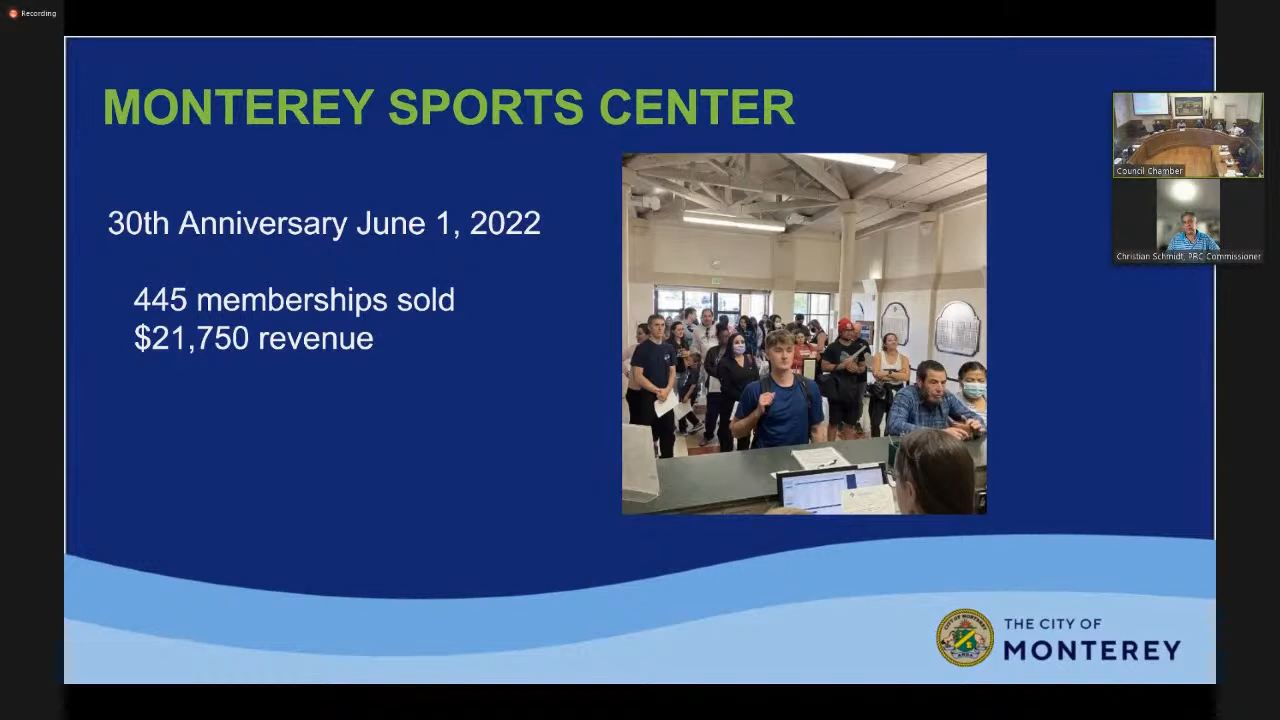 Recording
MONTEREY SPORTS CENTER
30th Anniversary June 1, 2022
445 memberships sold
$21,750 revenue
Council Chamber
Christian Schmidt, PRC Commissioner
THE CITY OF
MONTEREY